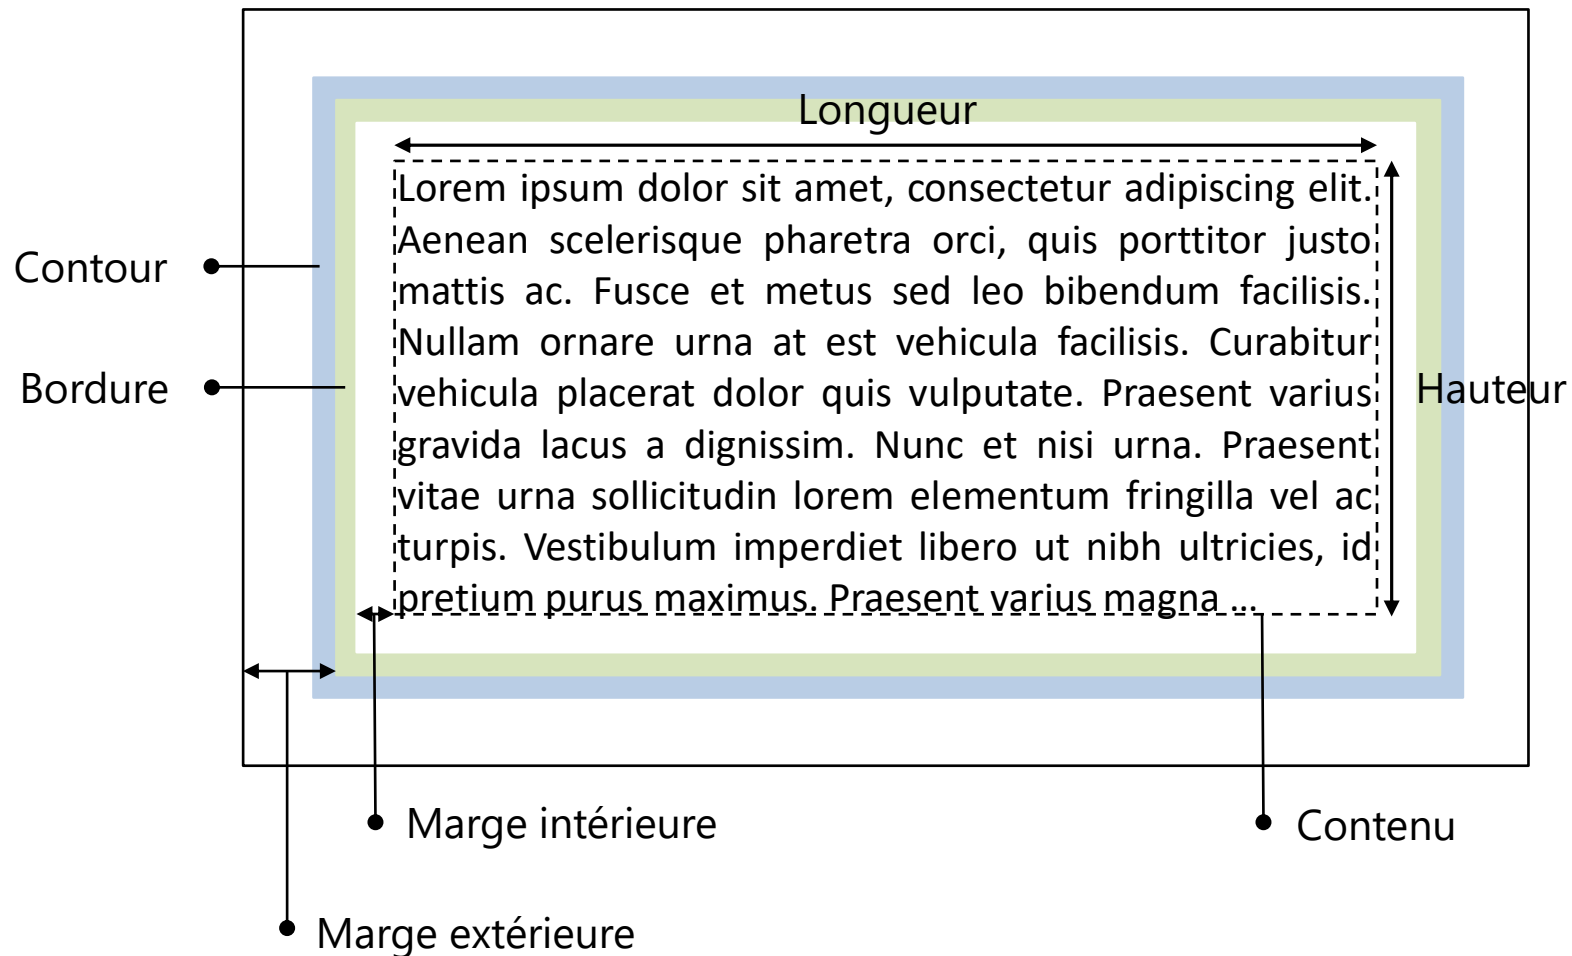 Longueur
Lorem ipsum dolor sit amet, consectetur adipiscing elit.
Aenean scelerisque pharetra orci, quis porttitor justo
mattis ac. Fusce et metus sed leo bibendum facilisis.
Nullam ornare urna at est vehicula facilisis. Curabitur
vehicula placerat dolor quis vulputate. Praesent varius
gravida lacus a dignissim. Nunc et nisi urna. Praesent
vitae urna sollicitudin lorem elementum fringilla vel ac
turpis. Vestibulum imperdiet libero ut nibh ultricies, id
pretium purus maximus. Praesent varius magna ...
Contour
Bordure
Hauteur
Marge intérieure
Contenu
Marge extérieure